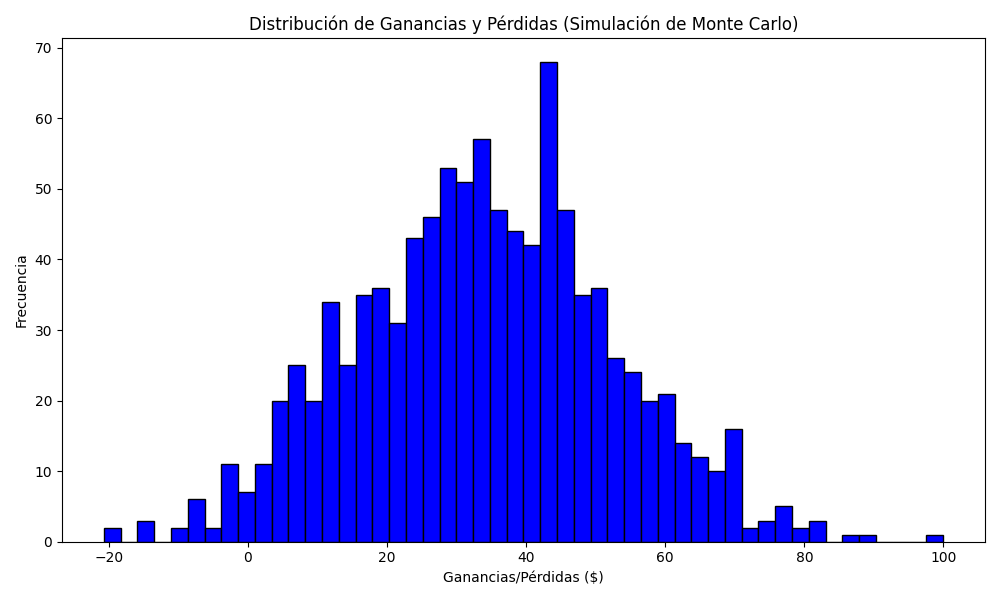 Distribución de Ganancias y Pérdidas (Simulación de Monte Carlo)
70
60
50
40
30
20
10
0
Frecuencia
−20 0 20 40 60 80 100
Ganancias/Pérdidas ($)